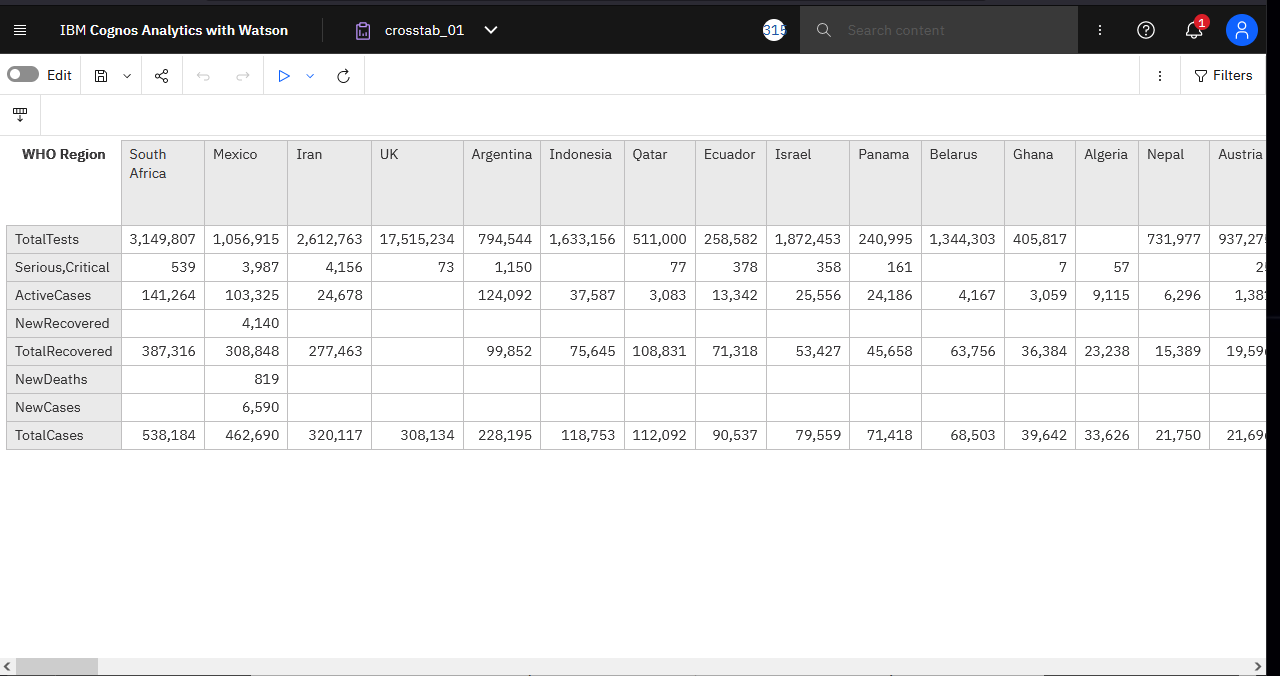 IBM Cognos Analytics with Watson crosstab_01 315 Search content 1
Edit Filters
WHO Region South Africa Mexico Iran UK Argentina Indonesia Qatar Ecuador Israel Panama Belarus Ghana Algeria Nepal Austria
TotalTests 3,149,807 1,056,915 2,612,763 17,515,234 794,544 1,633,156 511,000 258,582 1,872,453 240,995 1,344,303 405,817 731,977
Serious,Critical 539 3,987 4,156 73 1,150 77 378 358 161 7 57
ActiveCases 141,264 103,325 24,678 124,092 37,587 3,083 13,342 25,556 24,186 4,167 3,059 9,115 6,296
NewRecovered 4,140
TotalRecovered 387,316 308,848 277,463 99,852 75,645 108,831 71,318 53,427 45,658 63,756 36,384 23,238 15,389
NewDeaths 819
NewCases 6,590
TotalCases 538,184 462,690 320,117 308,134 228,195 118,753 112,092 90,537 79,559 71,418 68,503 39,642 33,626 21,750